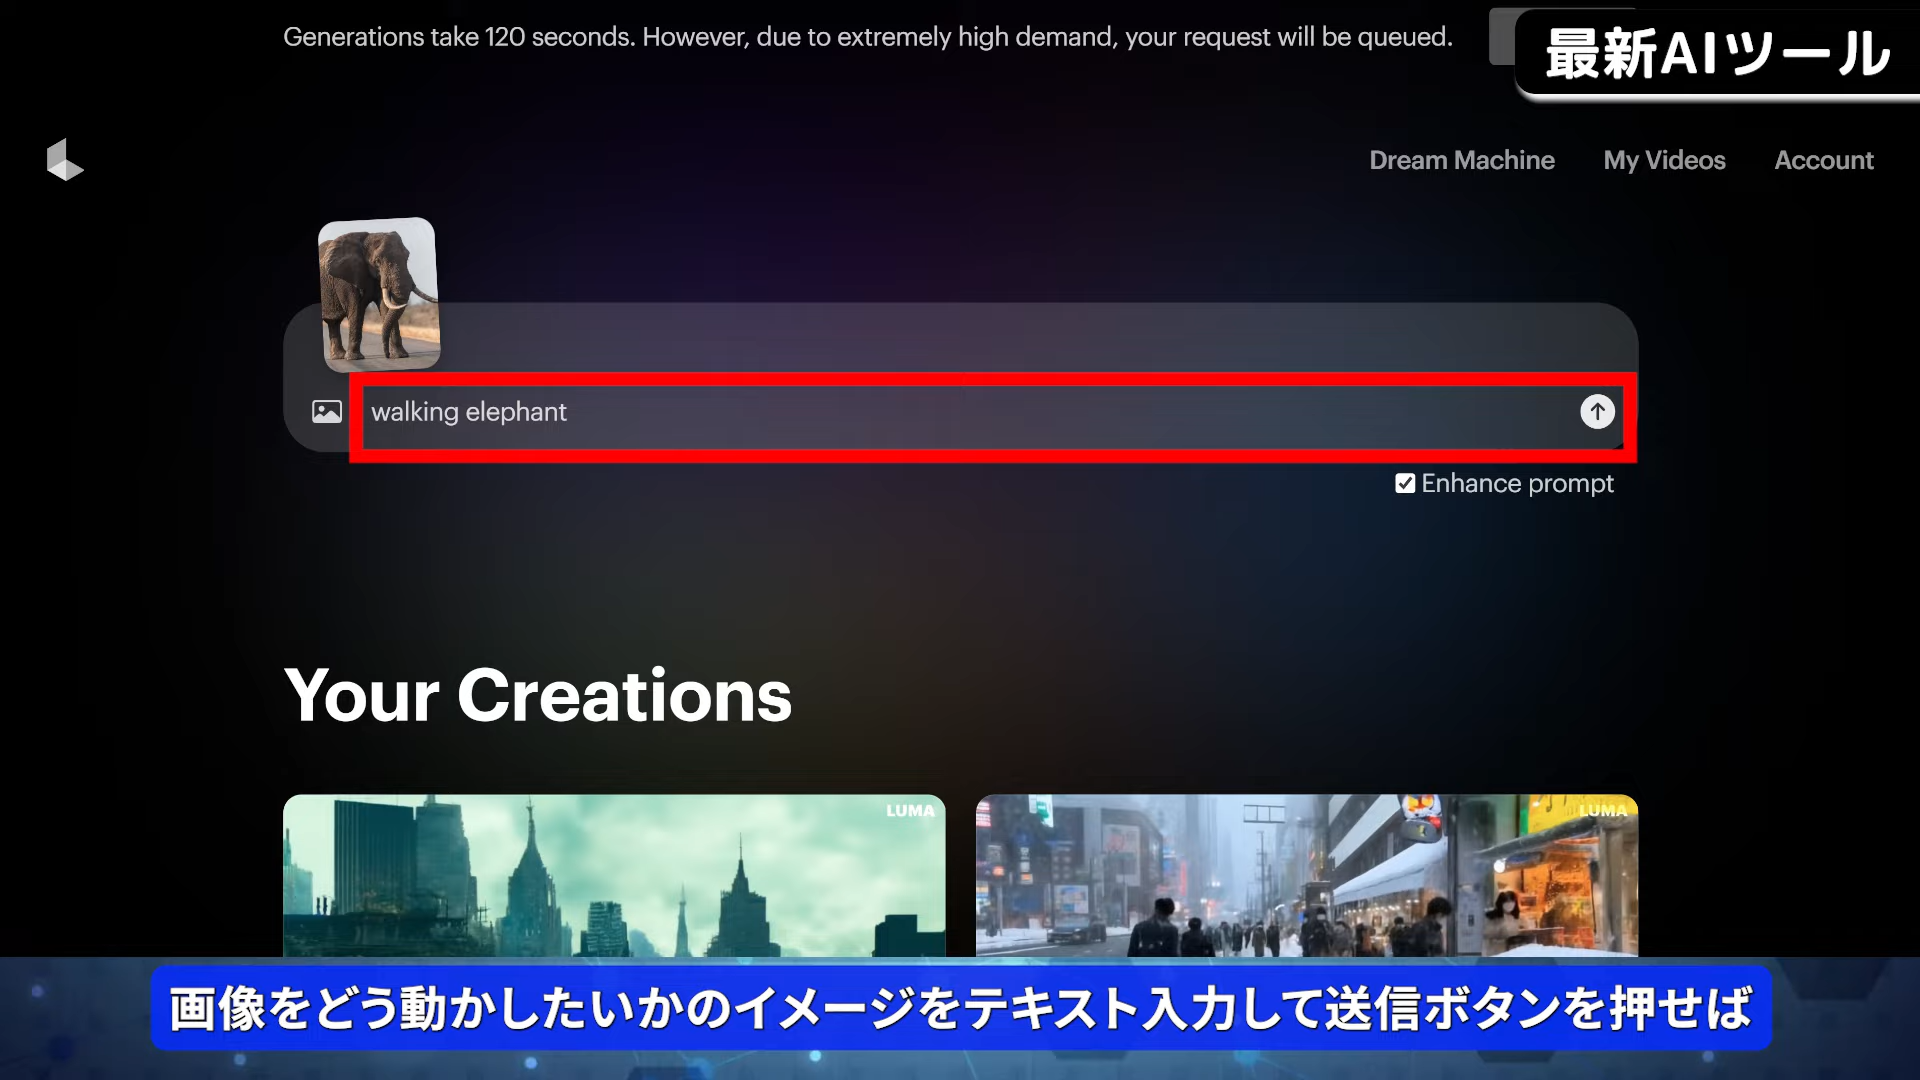 Generations take 120 seconds. However, due to extremely high demand, your request will be queued.
最新AIツール
Dream Machine
My Videos
Account
walking elephant
Enhance prompt
Your Creations
LUMA
LUMA
画像をどう動かしたいかのイメージをテキスト入力して送信ボタンを押せば